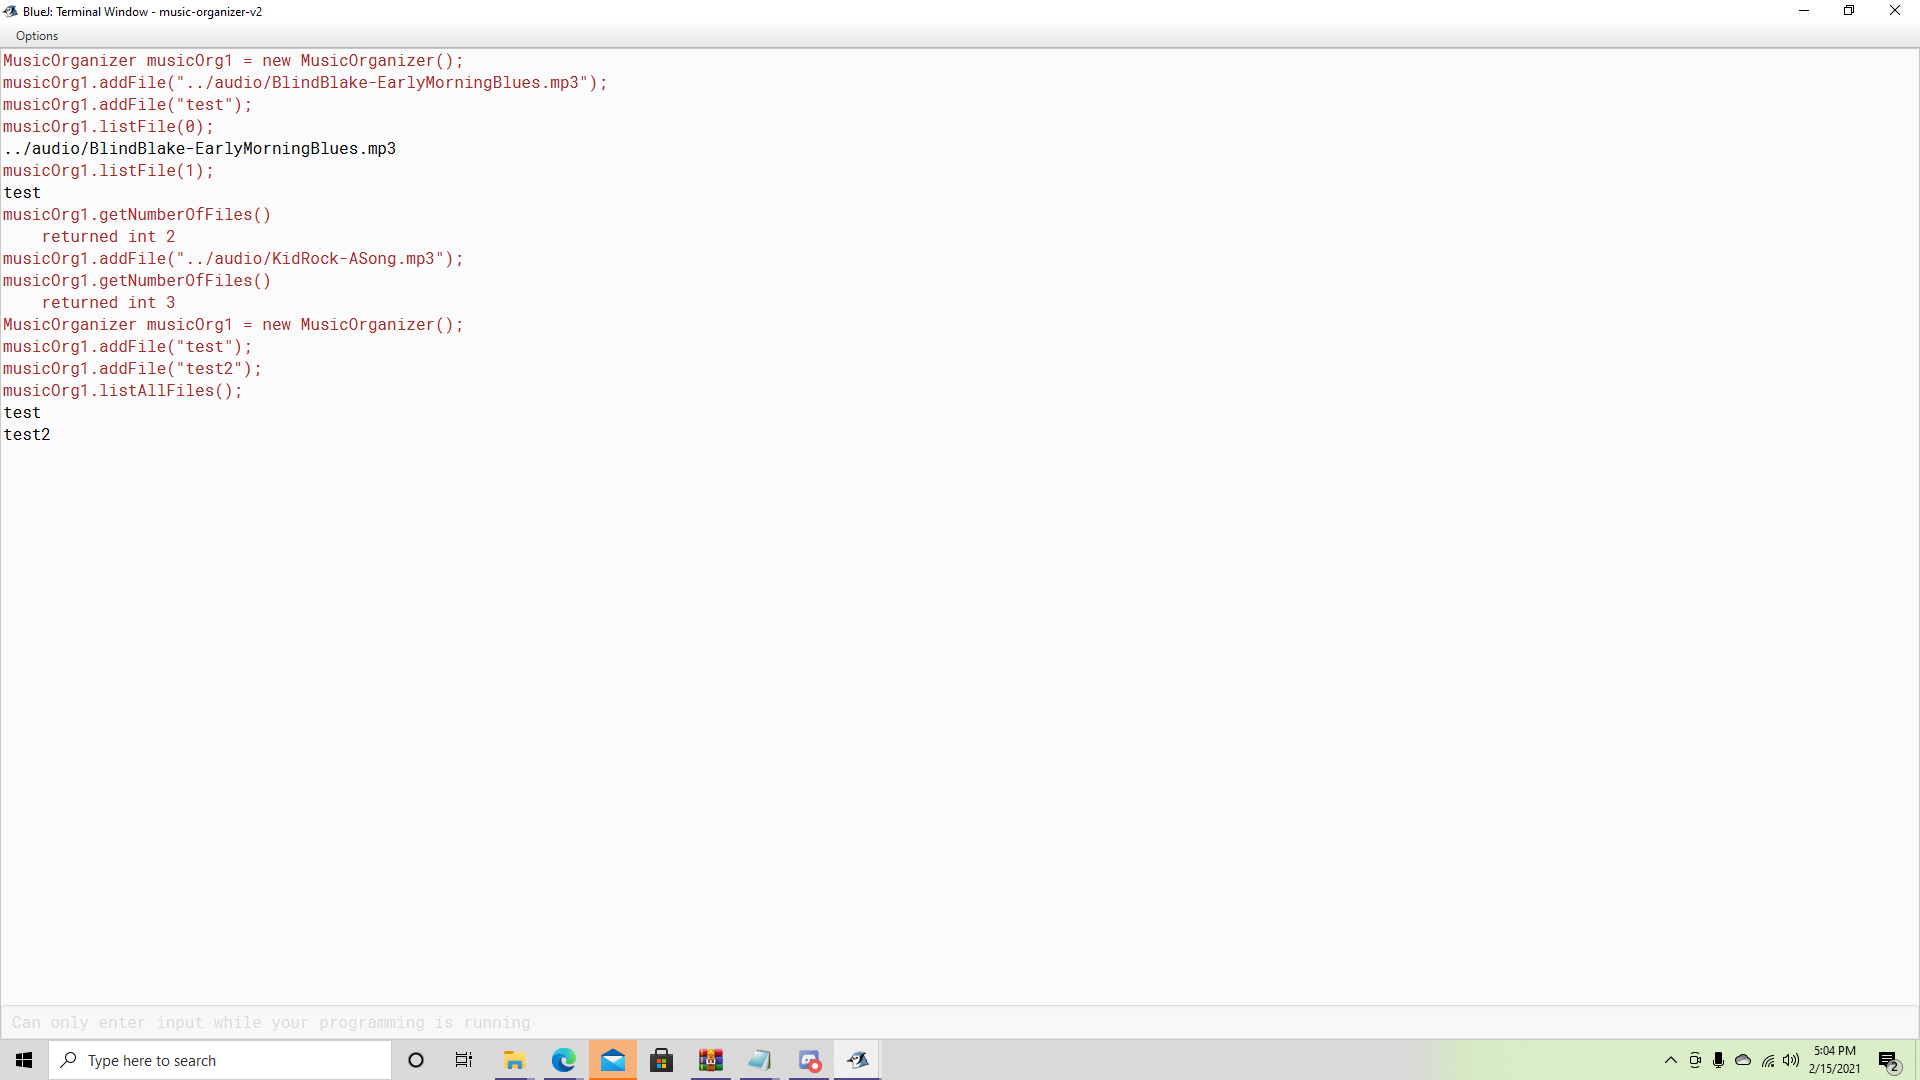 BlueJ: Terminal Window - music-organizer-v2
Options
MusicOrganizer musicOrg1 = new MusicOrganizer();
musicOrg1.addFile("../audio/BlindBlake-EarlyMorningBlues.mp3");
musicOrg1.addFile("test");
musicOrg1.listFile(0);
../audio/BlindBlake-EarlyMorningBlues.mp3
musicOrg1.listFile(1);
test
musicOrg1.getNumberOfFiles()
    returned int 2
musicOrg1.addFile("../audio/KidRock-ASong.mp3");
musicOrg1.getNumberOfFiles()
    returned int 3
MusicOrganizer musicOrg1 = new MusicOrganizer();
musicOrg1.addFile("test");
musicOrg1.addFile("test2");
musicOrg1.listAllFiles();
test
test2
Can only enter input while your programming is running
Type here to search
5:04 PM
2/15/2021
2